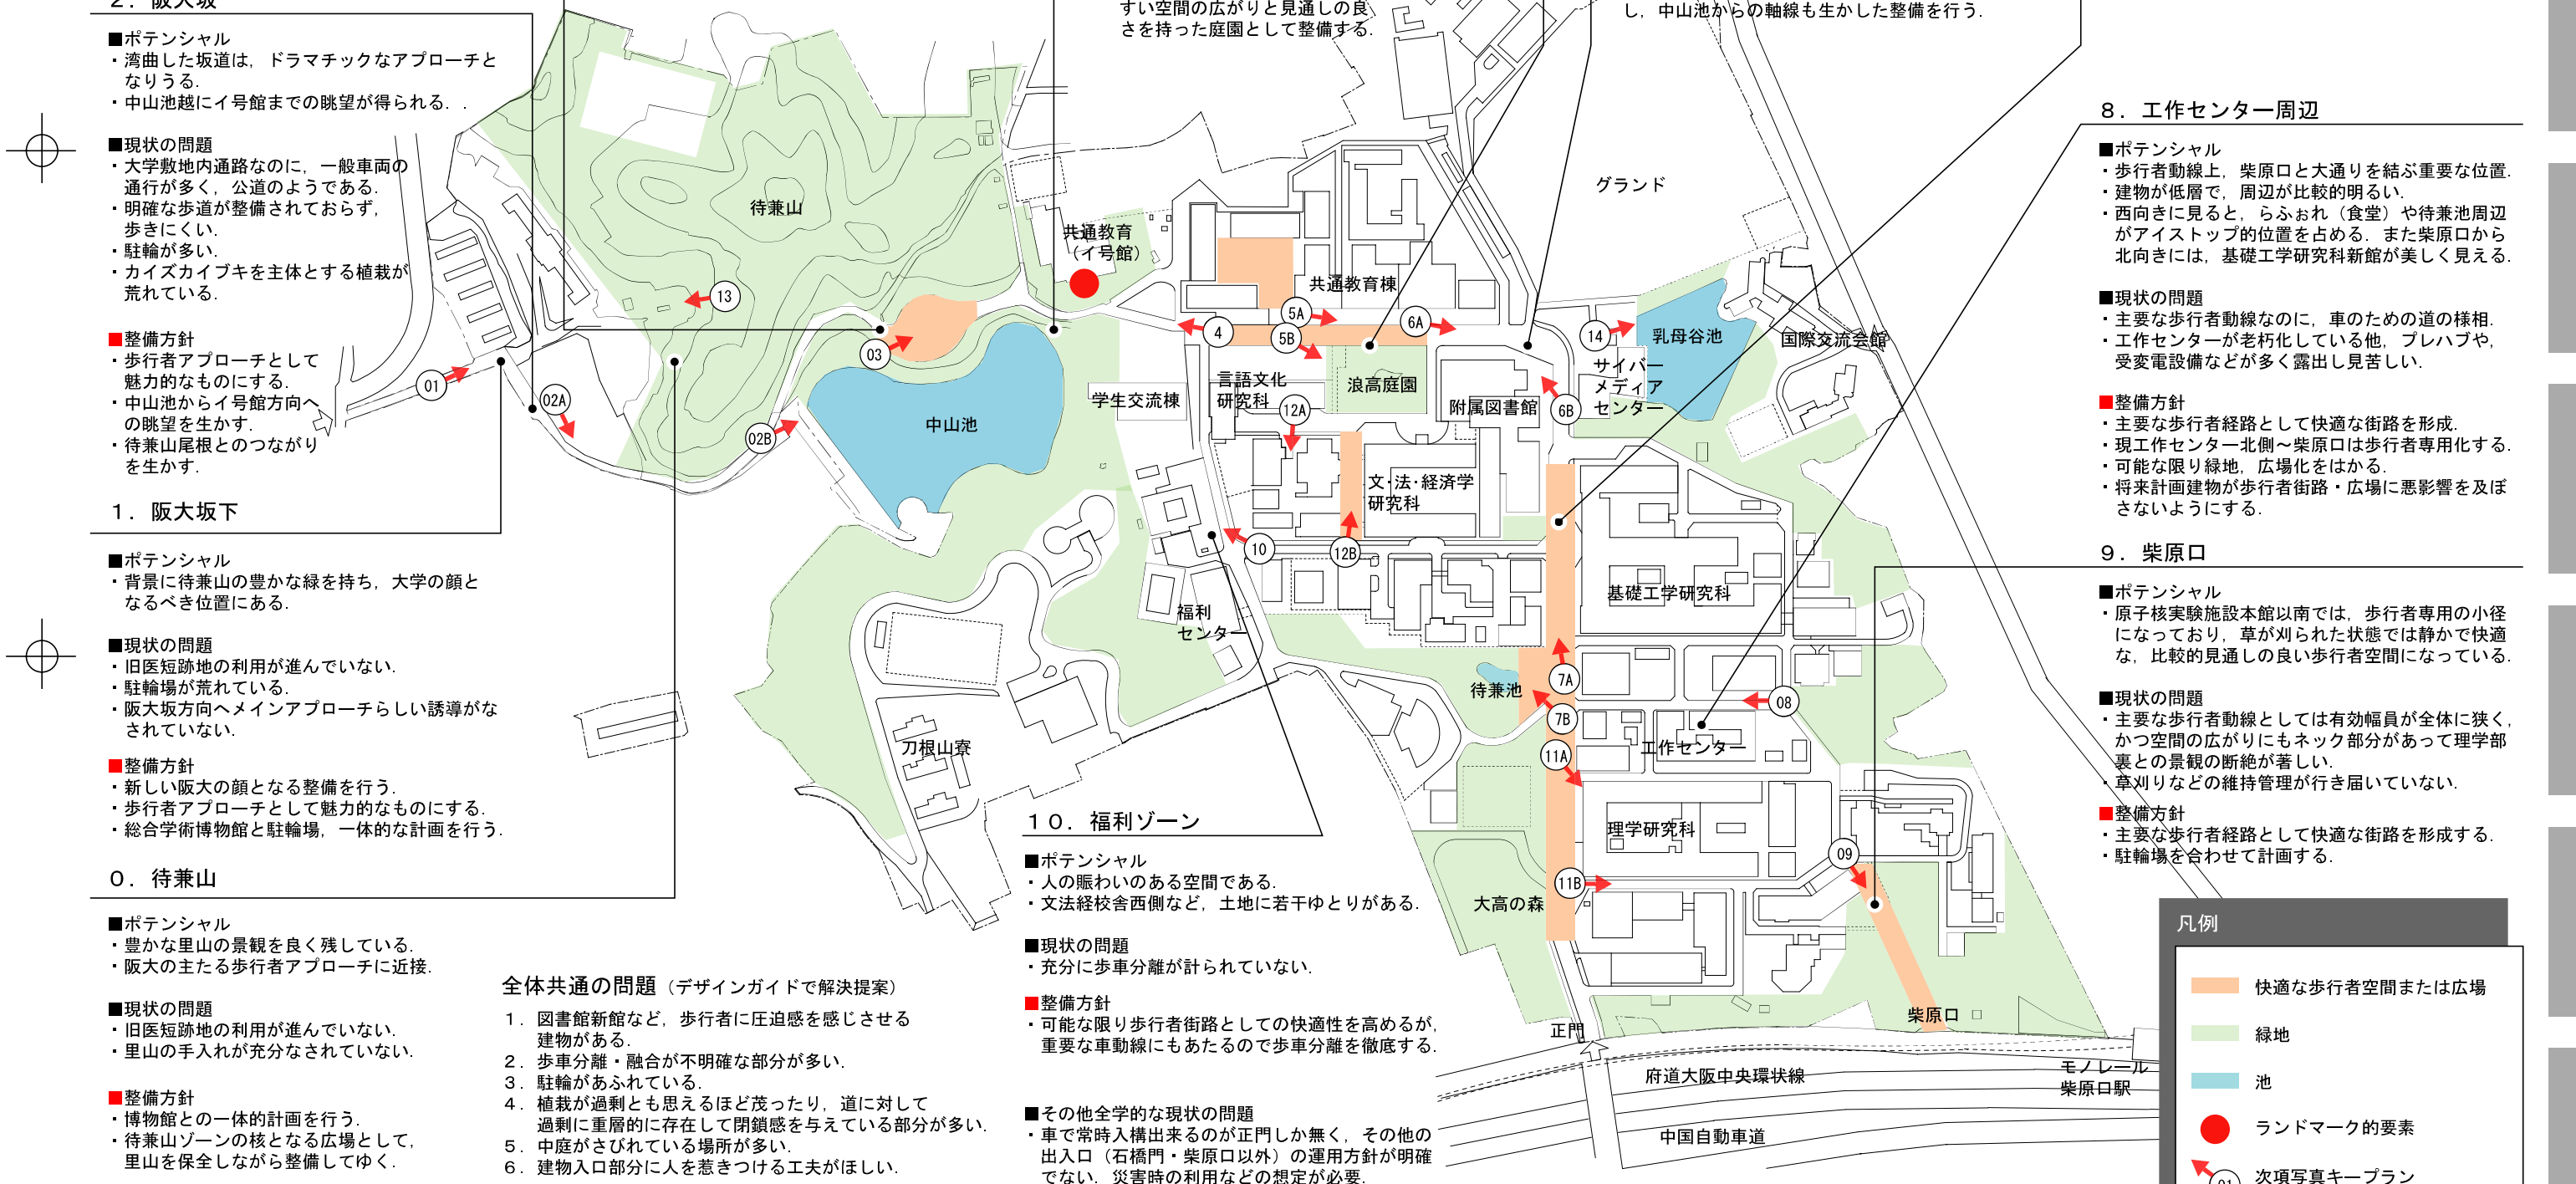 2．阪大坂
■ポテンシャル
・湾曲した坂道は，ドラマチックなアプローチと
なりうる．
・中山池越にイ号館までの眺望が得られる．．
■現状の問題
・大学敷地内通路なのに，一般車両の
通行が多く，公道のようである．
・明確な歩道が整備されておらず，
歩きにくい．
・駐輪が多い．
・カイズカイブキを主体とする植栽が
荒れている．
■整備方針
・歩行者アプローチとして
魅力的なものにする．
・中山池からイ号館方向へ
の眺望を生かす．
・待兼山尾根とのつながり
を生かす．
1．阪大坂下
■ポテンシャル
・背景に待兼山の豊かな緑を持ち，大学の顔と
なるべき位置にある．
■現状の問題
・旧医短跡地の利用が進んでいない．
・駐輪場が荒れている．
・阪大坂方向へメインアプローチらしい誘導がな
されていない．
■整備方針
・新しい阪大の顔となる整備を行う．
・歩行者アプローチとして魅力的なものにする．
・総合学術博物館と駐輪場，一体的な計画を行う．
0．待兼山
■ポテンシャル
・豊かな里山の景観を良く残している．
・阪大の主たる歩行者アプローチに近接．
■現状の問題
・旧医短跡地の利用が進んでいない．
・里山の手入れが充分なされていない．
■整備方針
・博物館との一体的計画を行う．
・待兼山ゾーンの核となる広場として，
里山を保全しながら整備してゆく．
全体共通の問題（デザインガイドで解決提案）
1．図書館新館など，歩行者に圧迫感を感じさせる
建物がある．
2．歩車分離・融合が不明確な部分が多い．
3．駐輪があふれている．
4．植栽が過剰とも思えるほど茂ったり，道に対して
過剰に重層的に存在して閉鎖感を与えている部分が多い．
5．中庭がさびれている場所が多い．
6．建物入口部分に人を惹きつける工夫がほしい．
すい空間の広がりと見通しの良
さを持った庭園として整備する．
し，中山池からの軸線も生かした整備を行う．
グランド
待兼山
共通教育
（イ号館）
共通教育棟
13
03
4
5A
5B
6A
14
乳母谷池
国際交流会館
サイバー
メディア
センター
01
02A
02B
中山池
学生交流棟
言語文化
研究科
12A
浪高庭園
附属図書館
6B
文・法・経済学
研究科
10
12B
基礎工学研究科
福利
センター
待兼池
7A
7B
08
刀根山寮
11A
工作センター
理学研究科
09
11B
大高の森
正門
柴原口
府道大阪中央環状線
モノレール
柴原口駅
中国自動車道
10．福利ゾーン
■ポテンシャル
・人の賑わいのある空間である．
・文法経校舎西側など，土地に若干ゆとりがある．
■現状の問題
・充分に歩車分離が計られていない．
■整備方針
・可能な限り歩行者街路としての快適性を高めるが，
重要な車動線にもあたるので歩車分離を徹底する．
■その他全学的な現状の問題
・車で常時入構出来るのが正門しか無く，その他の
出入口（石橋門・柴原口以外）の運用方針が明確
でない．災害時の利用などの想定が必要．
8．工作センター周辺
■ポテンシャル
・歩行者動線上，柴原口と大通りを結ぶ重要な位置．
・建物が低層で，周辺が比較的明るい．
・西向きに見ると，らふぉれ（食堂）や待兼池周辺
がアイストップ的位置を占める．また柴原口から
北向きには，基礎工学研究科新館が美しく見える．
■現状の問題
・主要な歩行者動線なのに，車のための道の様相．
・工作センターが老朽化している他，プレハブや，
受変電設備などが多く露出し見苦しい．
■整備方針
・主要な歩行者経路として快適な街路を形成．
・現工作センター北側～柴原口は歩行者専用化する．
・可能な限り緑地，広場化をはかる．
・将来計画建物が歩行者街路・広場に悪影響を及ぼ
さないようにする．
9．柴原口
■ポテンシャル
・原子核実験施設本館以南では，歩行者専用の小径
になっており，草が刈られた状態では静かで快適
な，比較的見通しの良い歩行者空間になっている．
■現状の問題
・主要な歩行者動線としては有効幅員が全体に狭く，
かつ空間の広がりにもネック部分があって理学部
裏との景観の断絶が著しい．
・草刈りなどの維持管理が行き届いていない．
■整備方針
・主要な歩行者経路として快適な街路を形成する．
・駐輪場を合わせて計画する．
凡例
快適な歩行者空間または広場
緑地
池
ランドマーク的要素
次項写真キープラン
01